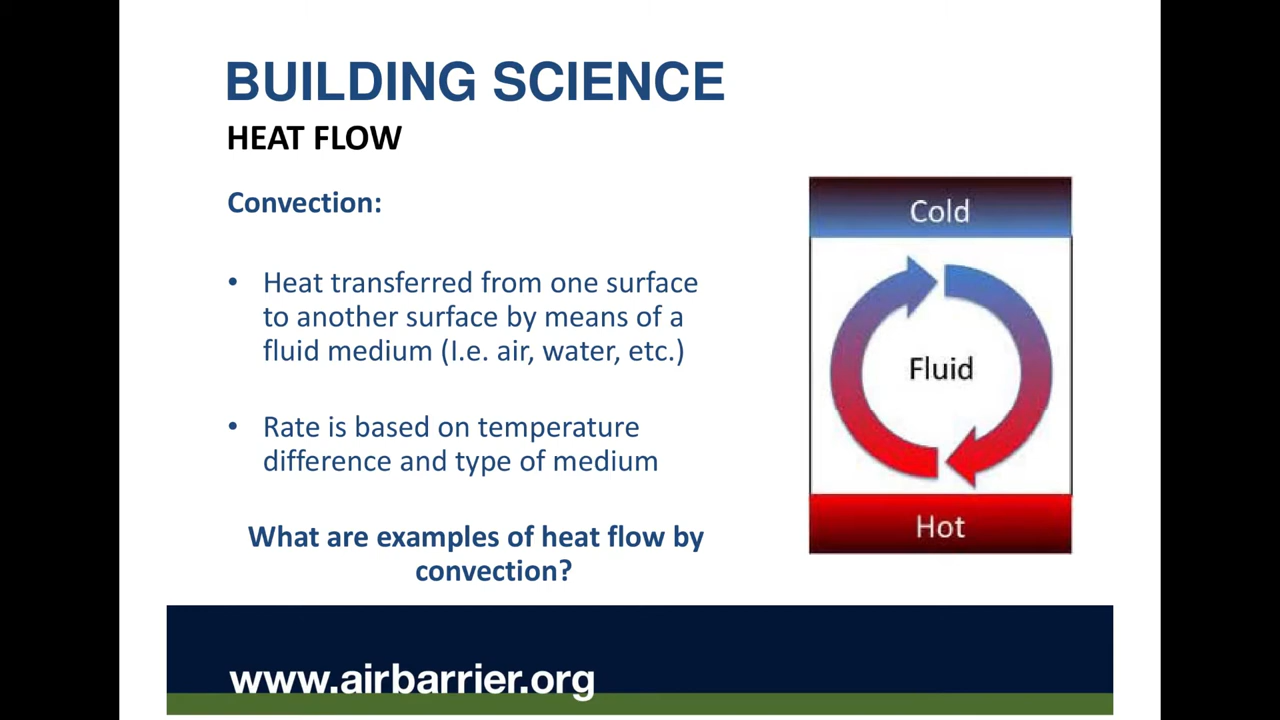 BUILDING SCIENCE
HEAT FLOW
Convection:
• Heat transferred from one surface
to another surface by means of a
fluid medium (I.e. air, water, etc.)
• Rate is based on temperature
difference and type of medium
What are examples of heat flow by
convection?
Cold
Fluid
Hot
www.airbarrier.org